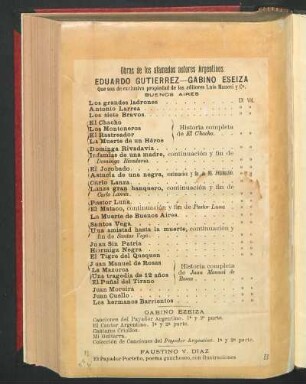 Obras de los afamados autores Argentinos.
EDUARDO GUTIERREZ—GABINO ESEIZA
Que son de exclusiva propiedad de los editores Luis Maucci y Cª.
BUENOS AIRES
Los grandes ladrones
Antonio Larrea
Los siete Bravos
El Chacho
Los Montoneros
El Rastreador
La Muerte de un Héroe
Historia completa
de El Chacho.
Domingo Rivadavia
Infamias de una madre, continuación y fin de
Domingo Rivadavia.
El Jorobado
Astucia de una negra,
Carlo Lanza
Lanza gran banquero, continuación y fin de
Carlo Lanza.
Pastor Luna
El Mataco, continuación y fin de Pastor Luna
La Muerte de Buenos Aires
Santos Vega
Una amistad hasta la muerte, continuación y
fin de Santos Vega.
Juan Sin Patria
Hormiga Negra
El Tigre del Quequen
Juan Manuel de Rosas
La Mazorca
Una tragedia de 12 años
El Puñal del Tirano
Historia completa
de Juan Manuel de
Rosas.
Juan Moreira
Juan Cuello
Los hermanos Barrientos
GABINO EZEIZA
Canciones del Payador Argentino. 1ª y 2ª parte.
El Cantor Argentino. 1ª y 2ª parte.
Cantares Criollos.
Mi Guitarra.
Colección de Canciones del Payador Argentino. 1ª y 2ª parte.
FAUSTINO V. DIAZ
El Payador Porteño, poema gauchesco, con ilustraciones